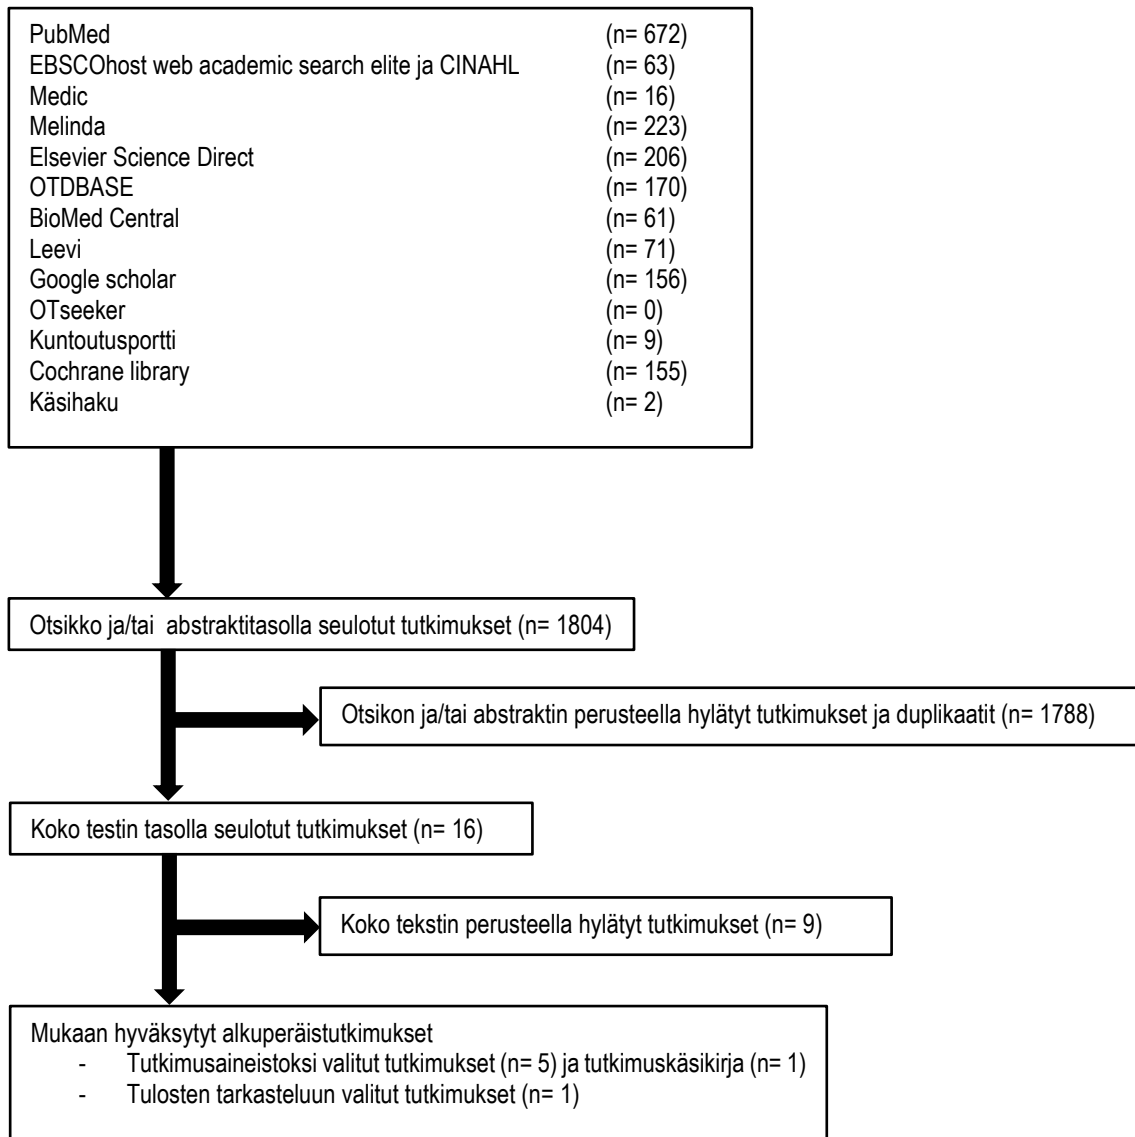 PubMed (n= 672)
EBSCOhost web academic search elite ja CINAHL (n= 63)
Medic (n= 16)
Melinda (n= 223)
Elsevier Science Direct (n= 206)
OTDBASE (n= 170)
BioMed Central (n= 61)
Leevi (n= 71)
Google scholar (n= 156)
OTseeker (n= 0)
Kuntoutusportti (n= 9)
Cochrane library (n= 155)
Käsihaku (n= 2)
Otsikko ja/tai abstraktitasolla seulotut tutkimukset (n= 1804)
Otsikon ja/tai abstraktin perusteella hylätyt tutkimukset ja duplikaatit (n= 1788)
Koko testin tasolla seulotut tutkimukset (n= 16)
Koko tekstin perusteella hylätyt tutkimukset (n= 9)
Mukaan hyväksytyt alkuperäistutkimukset
- Tutkimusaineistoksi valitut tutkimukset (n= 5) ja tutkimuskäsikirja (n= 1)
- Tulosten tarkasteluun valitut tutkimukset (n= 1)